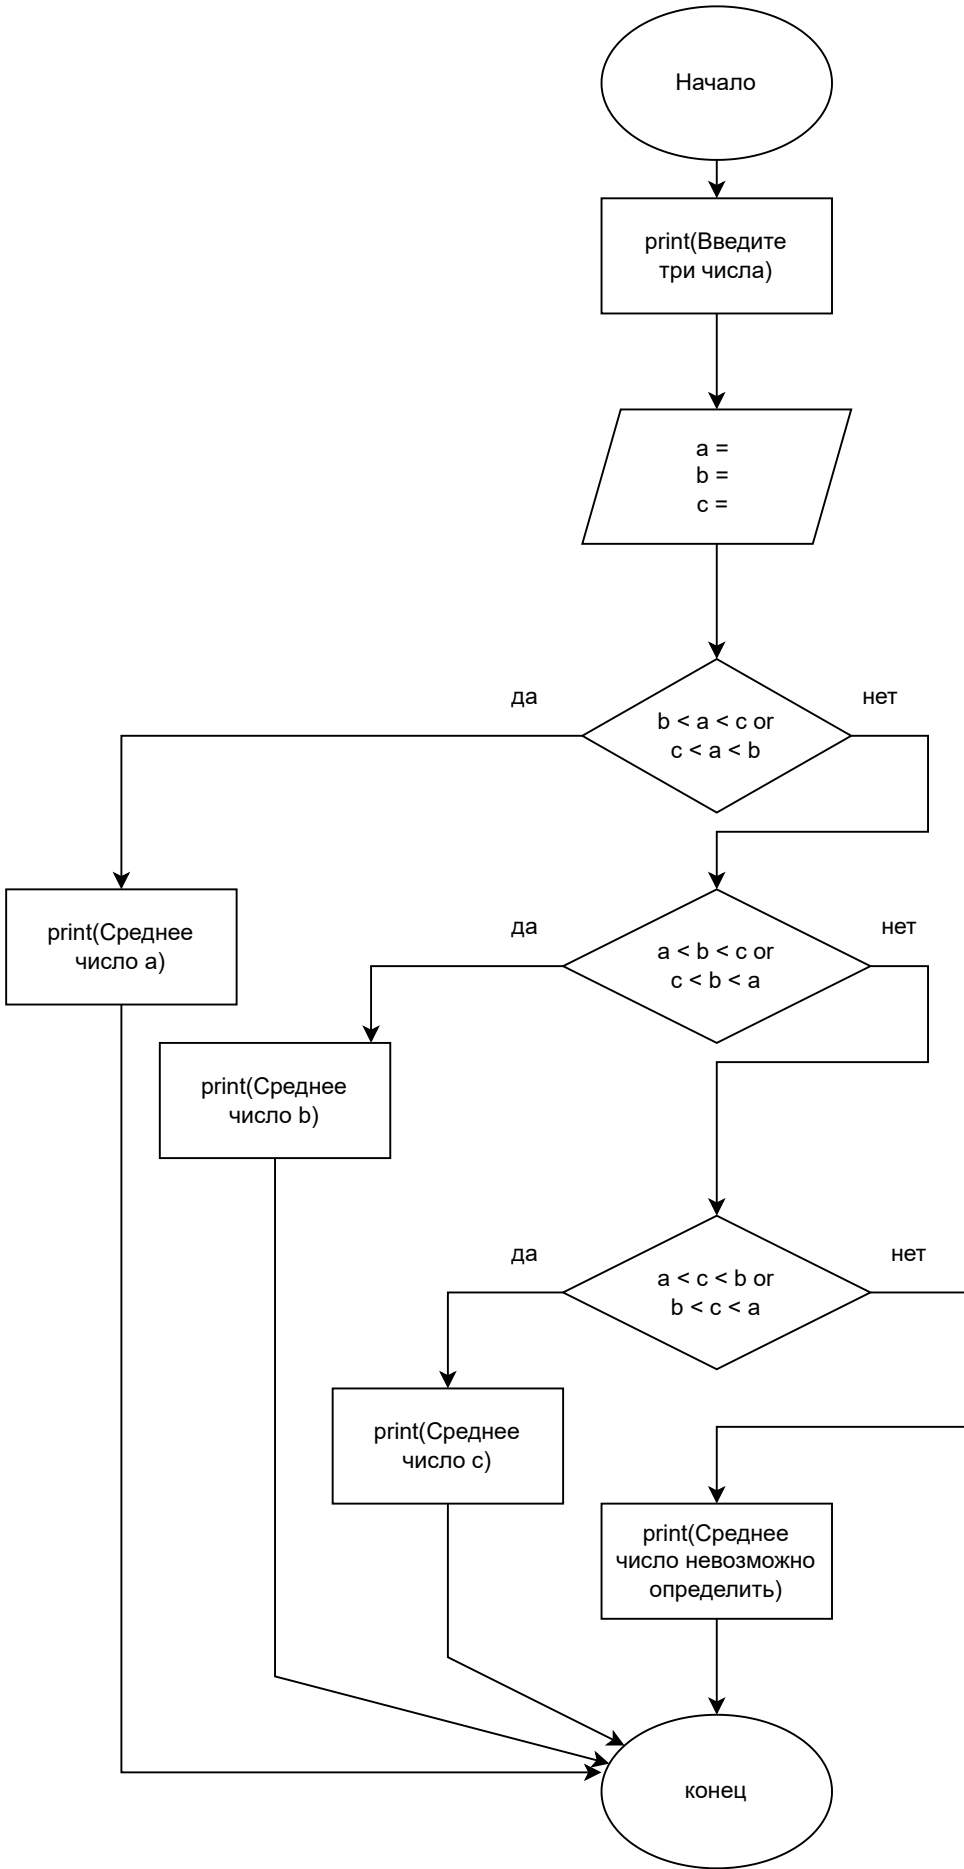 Начало
print(Введите
три числа)
a =
b =
c =
да
нет
b < a < c or
c < a < b
да
нет
print(Среднее
число a)
a < b < c or
c < b < a
print(Среднее
число b)
да
нет
a < c < b or
b < c < a
print(Среднее
число c)
print(Среднее
число невозможно
определить)
конец